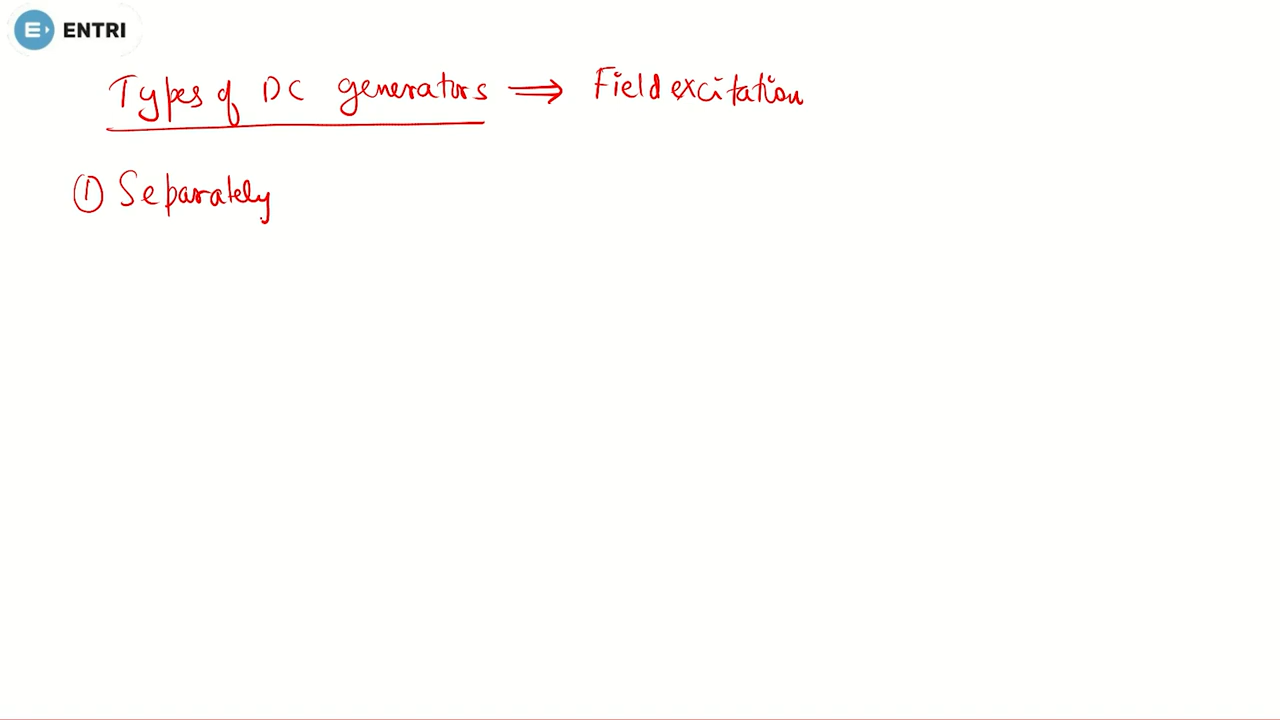 ENTRI
Types of DC generators ⇒ Field excitation
① Separately